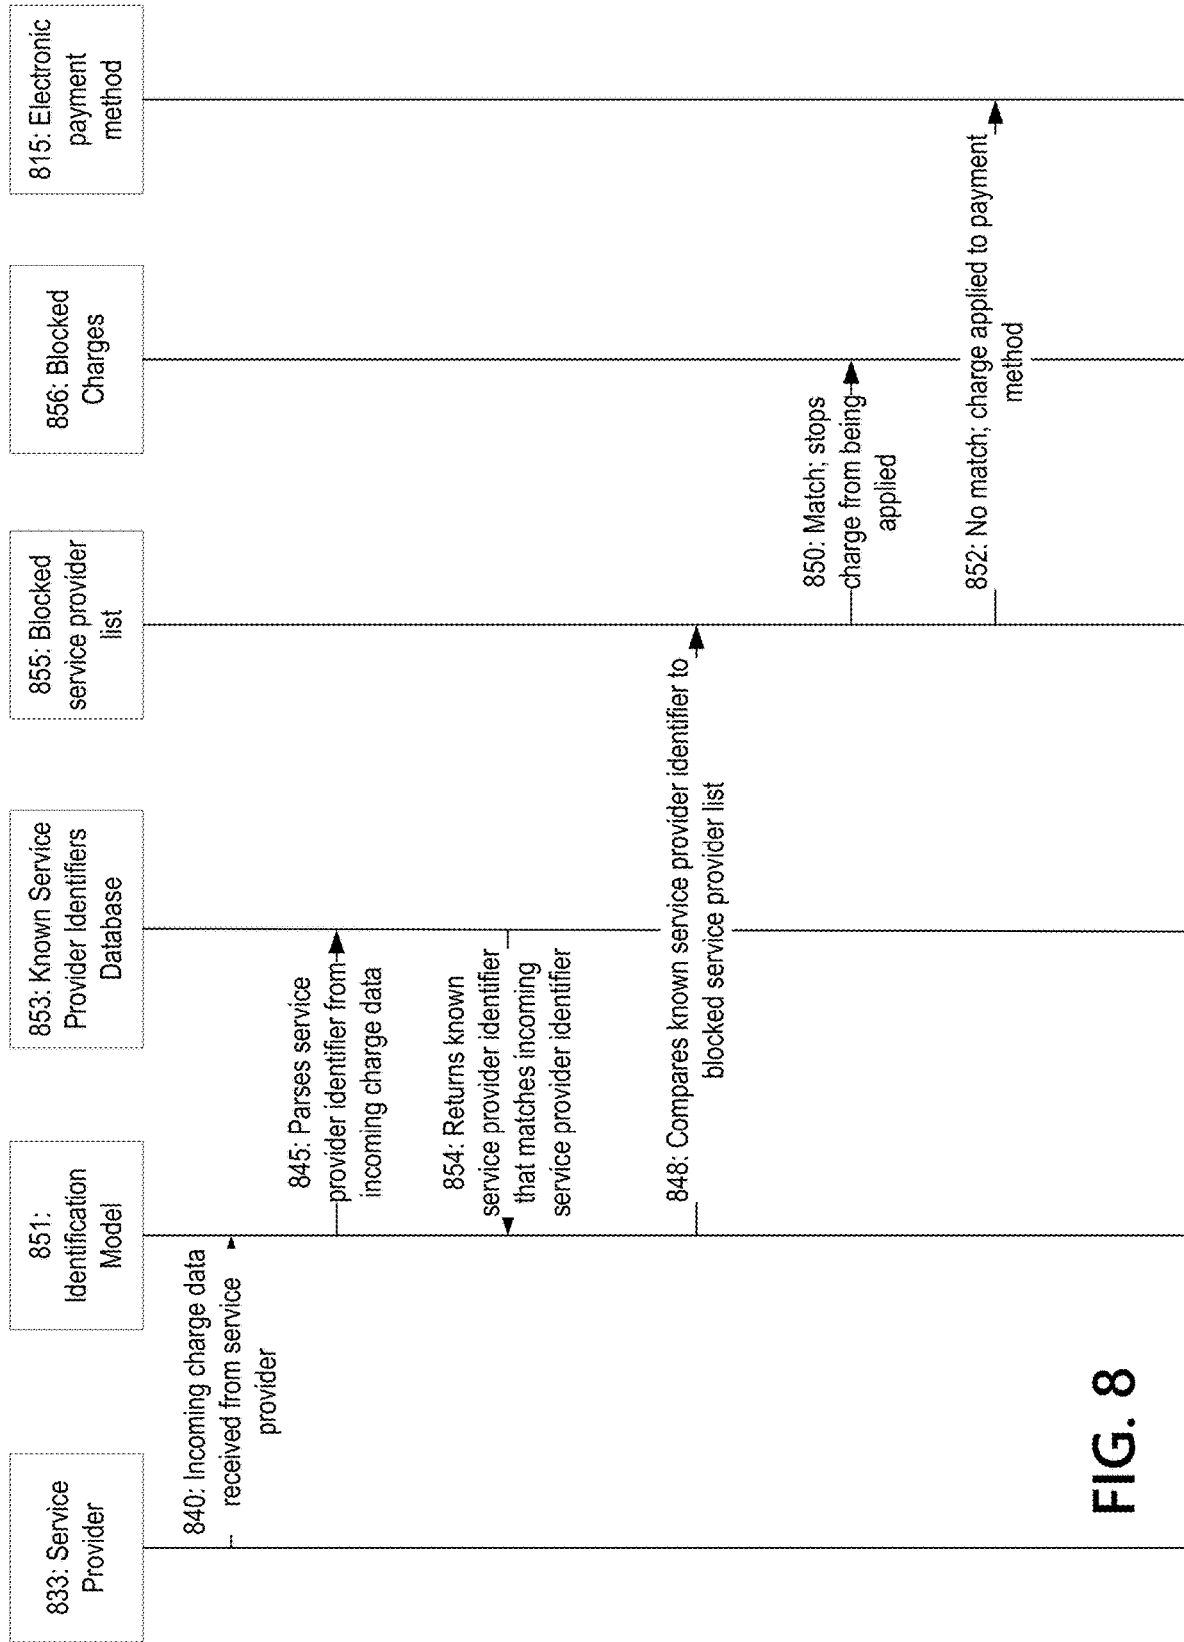 833: Service
Provider
851:
Identification
Model
853: Known Service
Provider Identifiers
Database
855: Blocked
service provider
list
856: Blocked
Charges
815: Electronic
payment
method
840: Incoming charge data
received from service
provider
845: Parses service
provider identifier from
incoming charge data
854: Returns known
service provider identifier
that matches incoming
service provider identifier
848: Compares known service provider identifier to
blocked service provider list
850: Match; stops
charge from being
applied
852: No match; charge applied to payment
method
FIG. 8